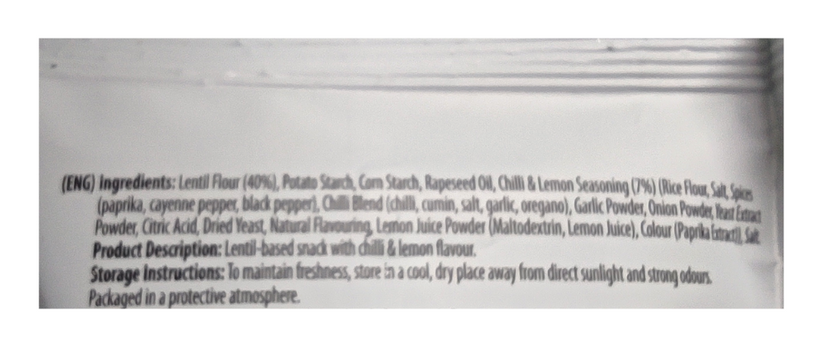 (ENG) Ingredients: Lentil Flour (40%), Potato Starch, Corn Starch, Rapeseed Oil, Chilli & Lemon Seasoning (7%) (Rice Flour, Salt, Spices
(paprika, cayenne pepper, black pepper), Chilli Blend (chilli, cumin, salt, garlic, oregano), Garlic Powder, Onion Powder, Yeast Extract
Powder, Citric Acid, Dried Yeast, Natural Flavouring, Lemon Juice Powder (Maltodextrin, Lemon Juice), Colour (Paprika Extract)), Salt
Product Description: Lentil-based snack with chilli & lemon flavour.
Storage Instructions: To maintain freshness, store in a cool, dry place away from direct sunlight and strong odours.
Packaged in a protective atmosphere.